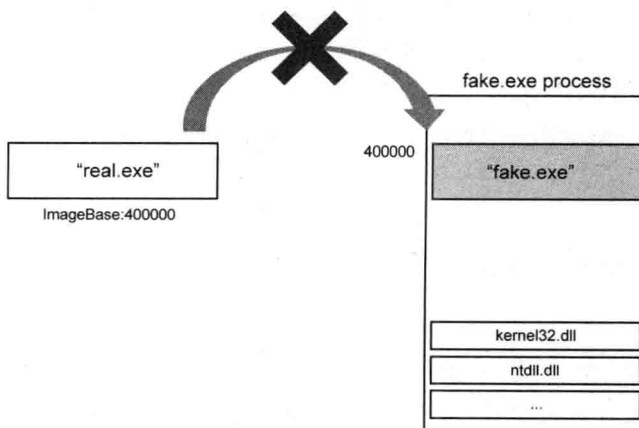 fake.exe process
400000
"real.exe"
"fake.exe"
ImageBase:400000
kernel32.dll
ntdll.dll
...